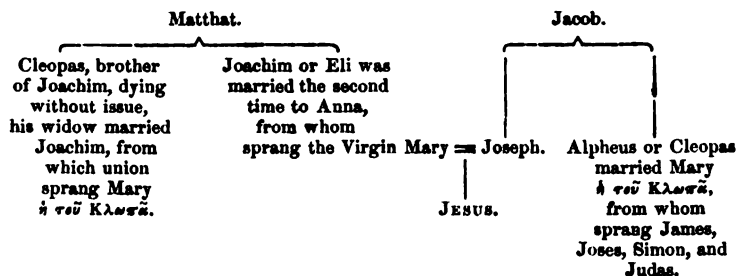 Matthat.
Cleopas, brother
of Joachim, dying
without issue,
his widow married
Joachim, from
which union
sprang Mary
ἡ τοῦ Κλωπᾶ.
Joachim or Eli was
married the second
time to Anna,
from whom
sprang the Virgin Mary = Joseph.
JESUS.
Jacob.
Alpheus or Cleopas
married Mary
ἡ τοῦ Κλωπᾶ,
from whom
sprang James,
Joses, Simon, and
Judas.